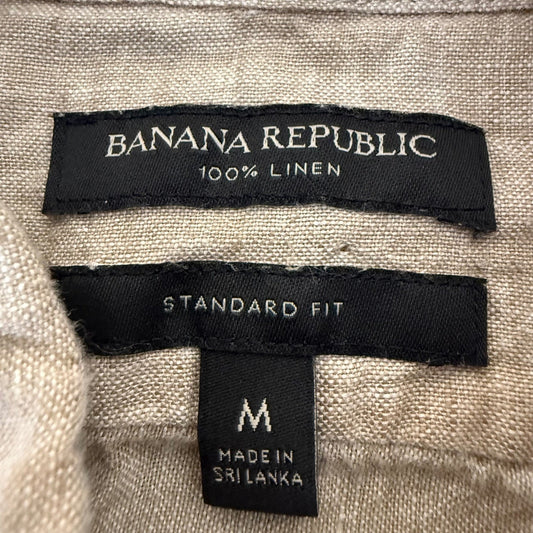 BANANA REPUBLIC
100% LINEN
STANDARD FIT
M
MADE IN
SRI LANKA